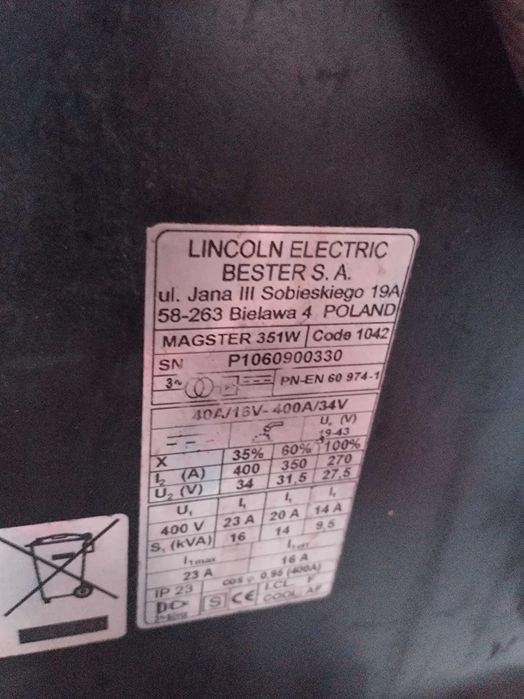 LINCOLN ELECTRIC
BESTER S. A.
ul. Jana III Sobieskiego 19A
58-263 Bielawa 4 POLAND
MAGSTER 351W Code 1042
SN P1060900330
3~ PN-EN 60 974-1
40A/16V- 400A/34V
U₀ (V)
19-43
X 35% 60% 100%
I₂ (A) 400 350 270
U₂ (V) 34 31,5 27,5
U₁ I₁ I₁ I₁
400 V 23 A 20 A 14 A
S₁ (kVA) 16 14 9,5
I₁max I₁eff
23 A 16 A
IP 23 cos φ 0,95 (400A)
I.CL. F
S CE COOL. AF